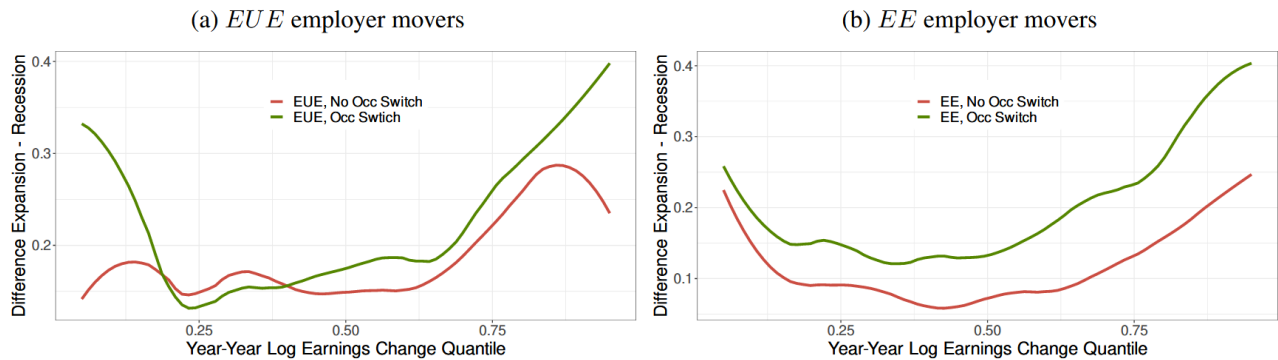 (a) EUE employer movers
Difference Expansion - Recession
0.4
0.3
0.2
EUE, No Occ Switch
EUE, Occ Swtich
0.25
0.50
0.75
Year-Year Log Earnings Change Quantile
(b) EE employer movers
Difference Expansion - Recession
0.4
0.3
0.2
0.1
EE, No Occ Switch
EE, Occ Switch
0.25
0.50
0.75
Year-Year Log Earnings Change Quantile